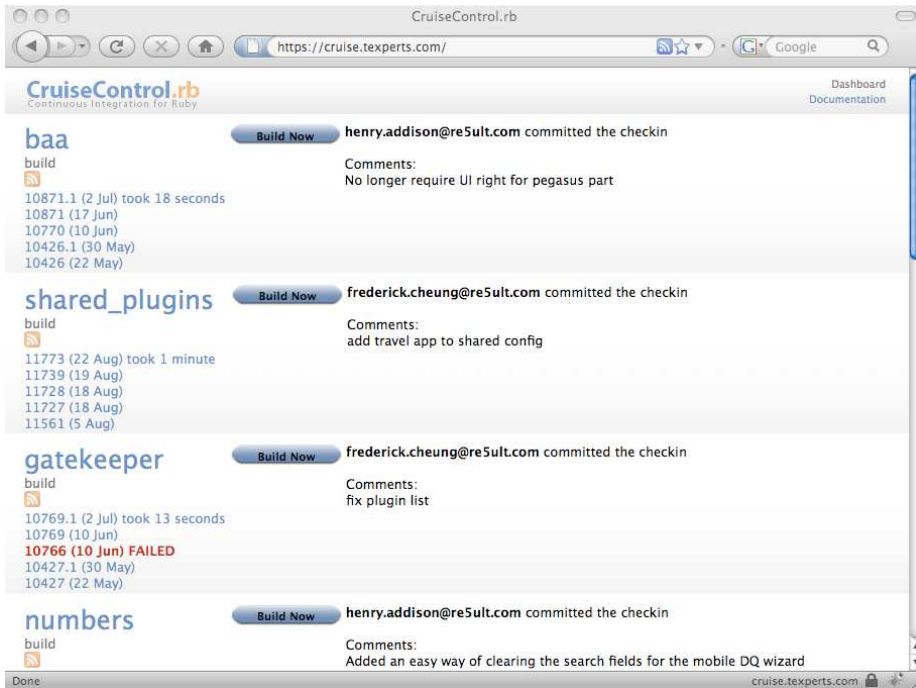 CruiseControl.rb
https://cruise.texperts.com/
Google
CruiseControl.rb
Continuous Integration for Ruby
Dashboard
Documentation
baa
build
10871.1 (2 Jul) took 18 seconds
10871 (17 Jun)
10770 (10 Jun)
10426.1 (30 May)
10426 (22 May)
Build Now
henry.addison@re5ult.com committed the checkin
Comments:
No longer require UI right for pegasus part
shared_plugins
build
11773 (22 Aug) took 1 minute
11739 (19 Aug)
11728 (18 Aug)
11727 (18 Aug)
11561 (5 Aug)
Build Now
frederick.cheung@re5ult.com committed the checkin
Comments:
add travel app to shared config
gatekeeper
build
10769.1 (2 Jul) took 13 seconds
10769 (10 Jun)
10766 (10 Jun) FAILED
10427.1 (30 May)
10427 (22 May)
Build Now
frederick.cheung@re5ult.com committed the checkin
Comments:
fix plugin list
numbers
build
Build Now
henry.addison@re5ult.com committed the checkin
Comments:
Added an easy way of clearing the search fields for the mobile DQ wizard
Done
cruise.texperts.com